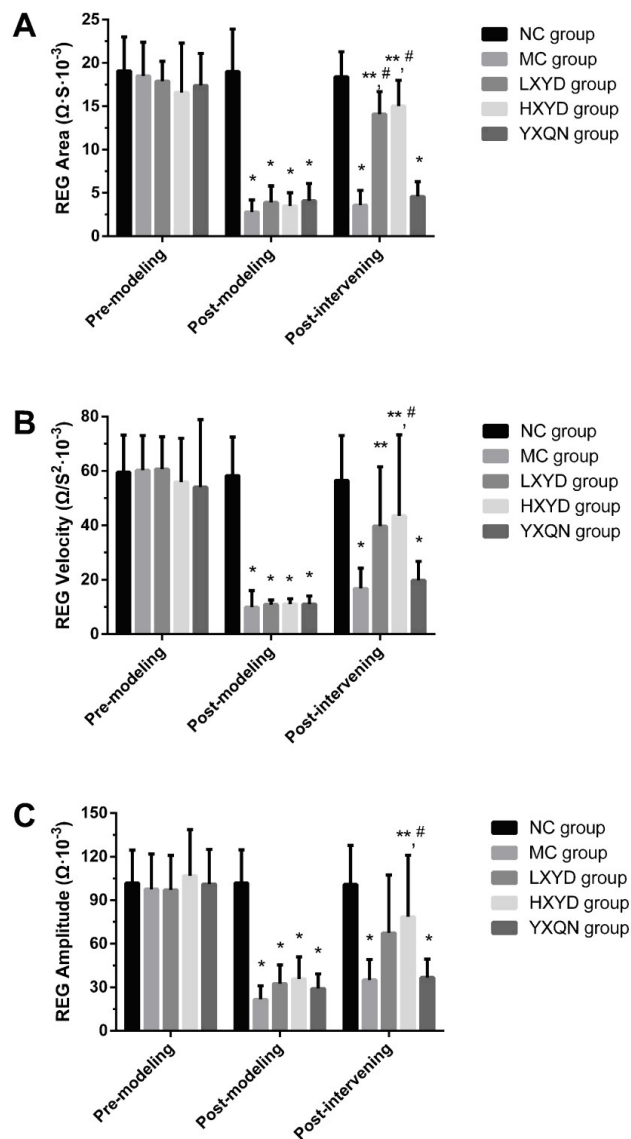 A
REG Area (Ω·S·10-3)
25
20
15
10
5
0
* * * *
* **,# **,# *
Pre-modeling
Post-modeling
Post-intervening
NC group
MC group
LXYD group
HXYD group
YXQN group
B
REG Velocity (Ω/S2·10-3)
80
60
40
20
0
* * * *
* ** **,# *
Pre-modeling
Post-modeling
Post-intervening
NC group
MC group
LXYD group
HXYD group
YXQN group
C
REG Amplitude (Ω·10-3)
150
120
90
60
30
0
* * * *
* **,# *
Pre-modeling
Post-modeling
Post-intervening
NC group
MC group
LXYD group
HXYD group
YXQN group